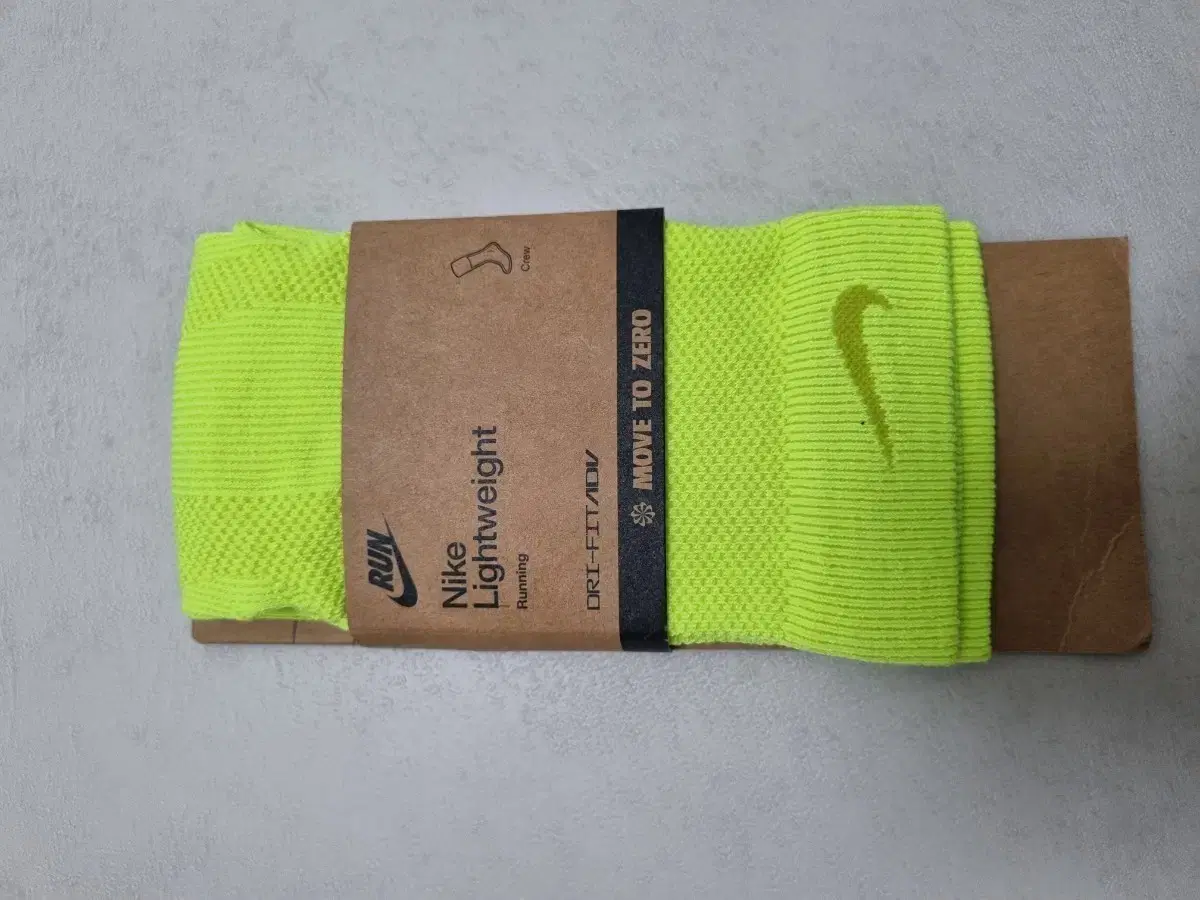 Crew
RUN
Nike
Lightweight
Running
DRI-FIT ADV
MOVE TO ZERO